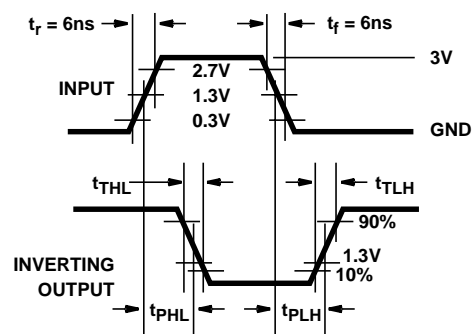 tr = 6ns
tf = 6ns
INPUT
2.7V
1.3V
0.3V
3V
GND
tTHL
tTLH
90%
1.3V
10%
INVERTING
OUTPUT
tPHL
tPLH